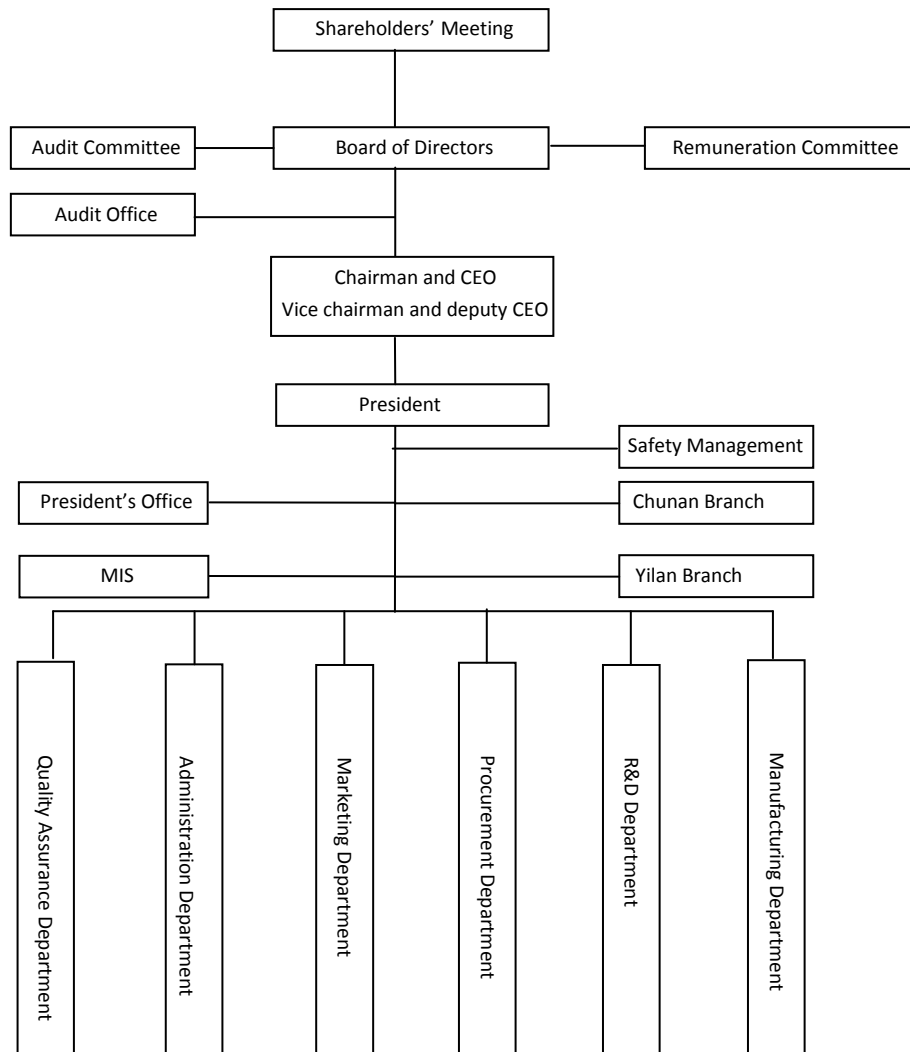 Shareholders’ Meeting
Audit Committee
Board of Directors
Remuneration Committee
Audit Office
Chairman and CEO
Vice chairman and deputy CEO
President
Safety Management
President’s Office
Chunan Branch
MIS
Yilan Branch
Quality Assurance Department
Administration Department
Marketing Department
Procurement Department
R&D Department
Manufacturing Department